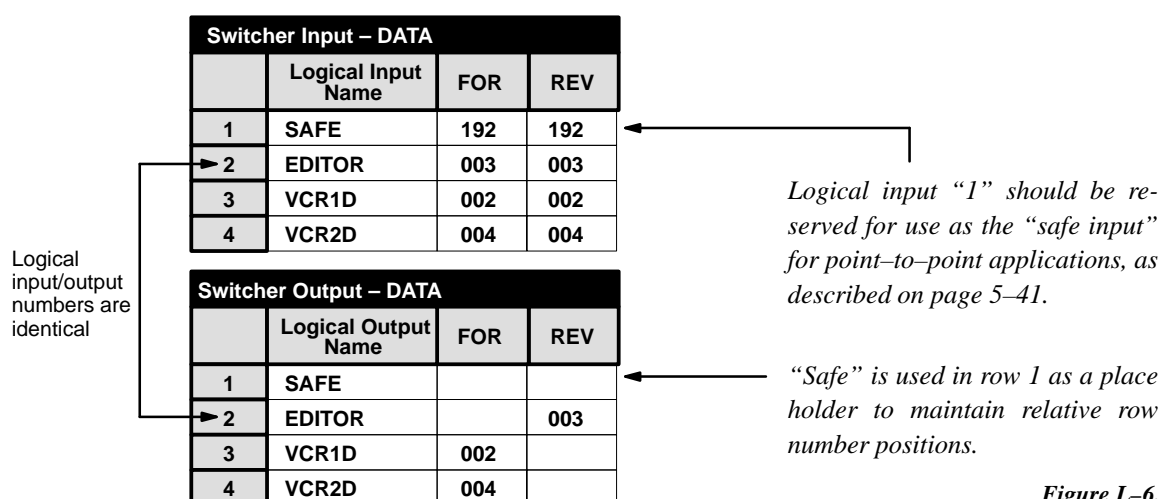 Switcher Input – DATA
Logical Input Name FOR REV
1 SAFE 192 192
2 EDITOR 003 003
3 VCR1D 002 002
4 VCR2D 004 004
Logical
input/output
numbers are
identical
Switcher Output – DATA
Logical Output Name FOR REV
1 SAFE
2 EDITOR 003
3 VCR1D 002
4 VCR2D 004
Logical input “1” should be re-
served for use as the “safe input”
for point–to–point applications, as
described on page 5–41.
“Safe” is used in row 1 as a place
holder to maintain relative row
number positions.
Figure L–6